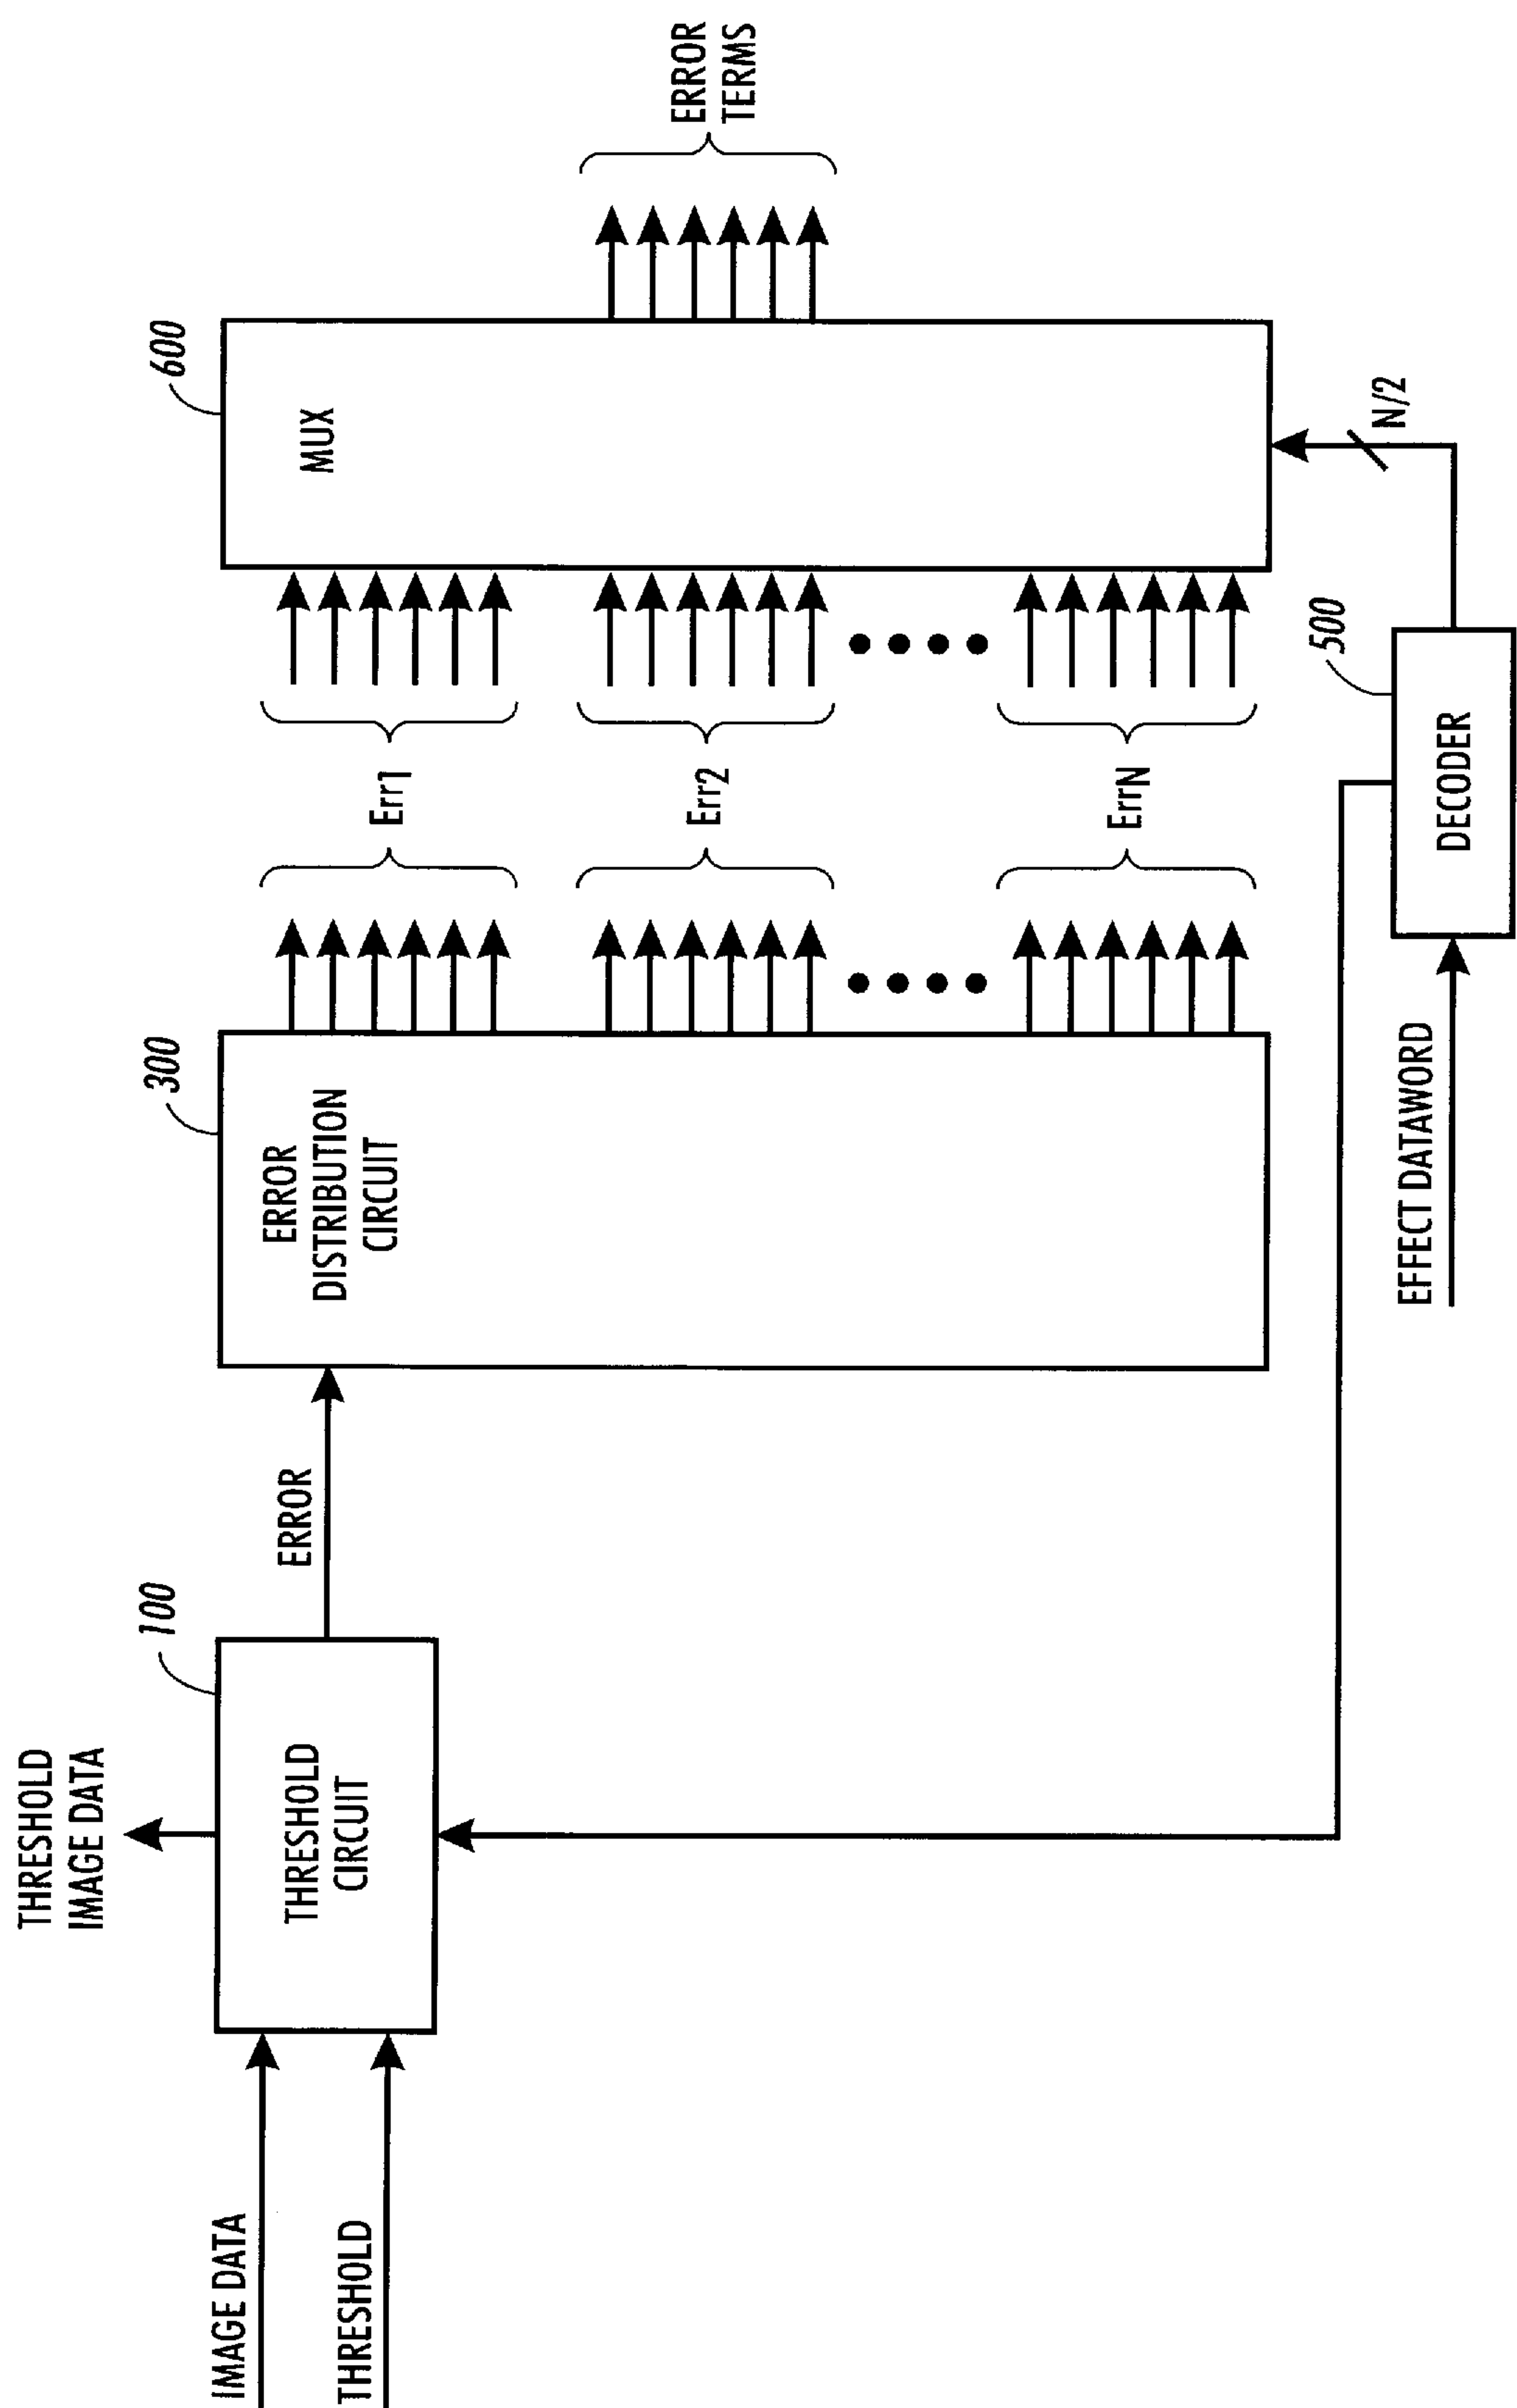 THRESHOLD
IMAGE DATA
100
300
600
IMAGE DATA
THRESHOLD
THRESHOLD
CIRCUIT
ERROR
ERROR
DISTRIBUTION
CIRCUIT
Err1
Err2
ErrN
MUX
ERROR
TERMS
EFFECT DATAWORD
500
DECODER
N/2